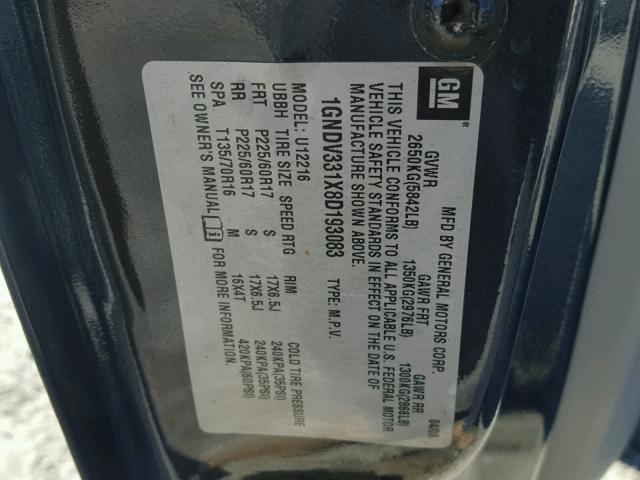 GM
®
MFD BY GENERAL MOTORS CORP. 04/08
GVWR GAWR FRT GAWR RR
2650KG(5842LB) 1350KG(2976LB) 1300KG(2866LB)
THIS VEHICLE CONFORMS TO ALL APPLICABLE U.S. FEDERAL MOTOR
VEHICLE SAFETY STANDARDS IN EFFECT ON THE DATE OF
MANUFACTURE SHOWN ABOVE.
1GNDV331X8D193083 TYPE: M.P.V.
MODEL: U12216
UBBH TIRE SIZE SPEED RTG RIM COLD TIRE PRESSURE
FRT P225/60R17 S 17X6.5J 240KPA(35PSI)
RR P225/60R17 S 17X6.5J 240KPA(35PSI)
SPA T135/70R16 M 16X4T 420KPA(60PSI)
SEE OWNER'S MANUAL i FOR MORE INFORMATION.